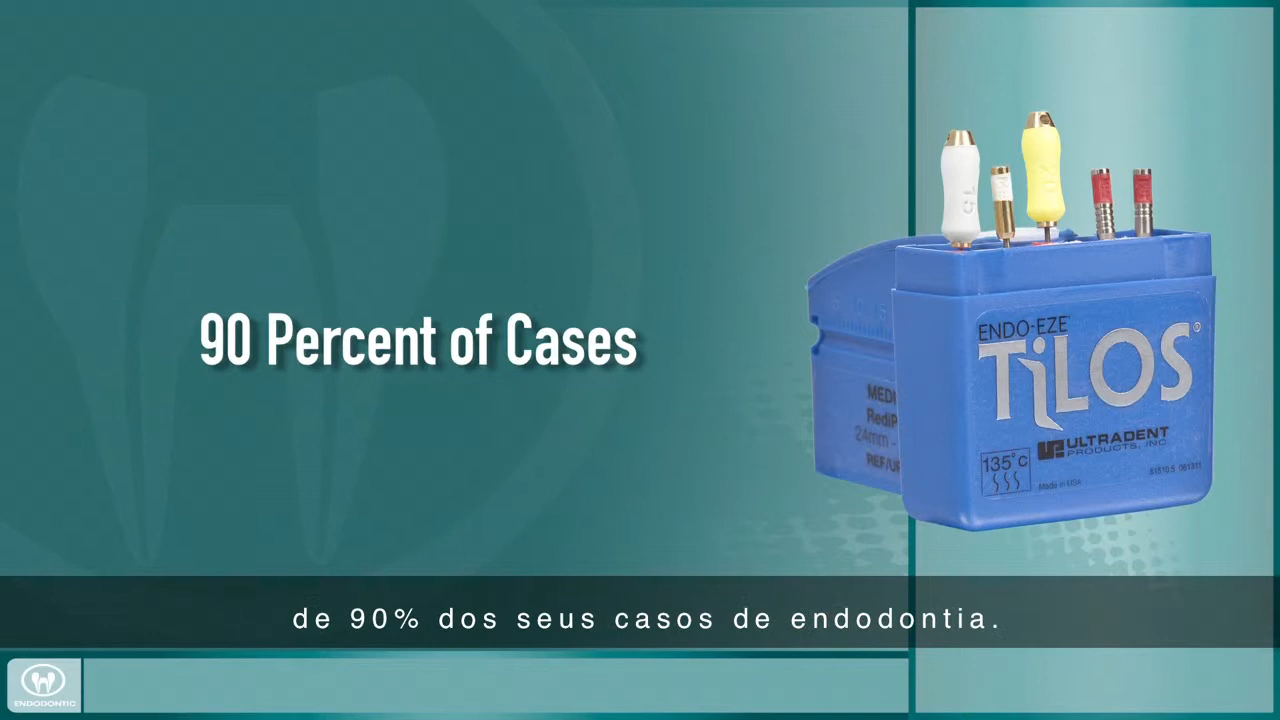 90 Percent of Cases
ENDO-EZE
TiLOS®
ULTRADENT
PRODUCTS, INC.
135°C
Made in USA
24mm -
de 90% dos seus casos de endodontia.
ENDODONTIC